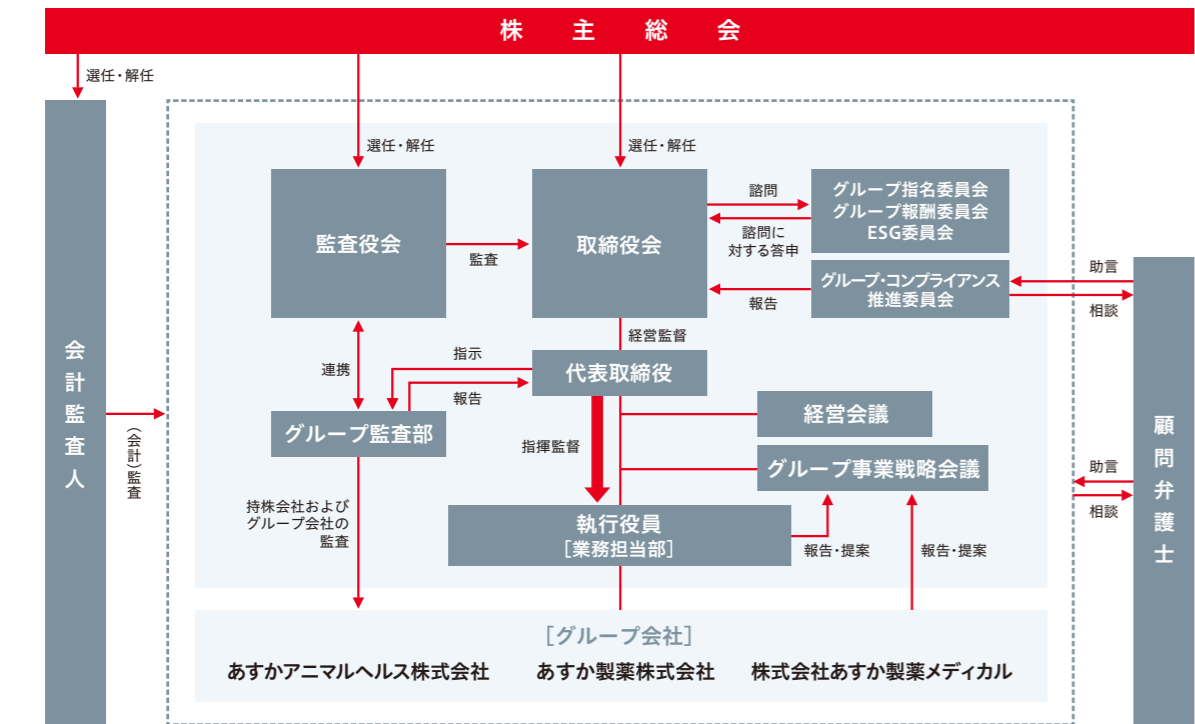 株主総会
選任・解任
選任・解任
選任・解任
会計監査人
(会計)監査
監査役会
監査
取締役会
諮問
諮問に
対する答申
グループ指名委員会
グループ報酬委員会
ESG委員会
報告
グループ・コンプライアンス
推進委員会
助言
相談
経営監督
連携
指示
報告
代表取締役
グループ監査部
指揮監督
経営会議
グループ事業戦略会議
助言
相談
顧問弁護士
持株会社および
グループ会社の
監査
執行役員
[業務担当部]
報告・提案
報告・提案
[グループ会社]
あすかアニマルヘルス株式会社
あすか製薬株式会社
株式会社あすか製薬メディカル